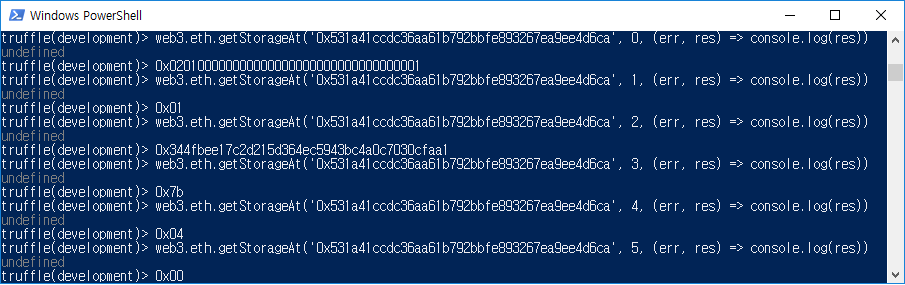 Windows PowerShell
truffle(development)> web3.eth.getStorageAt('0x531a41ccdc36aa61b792bbfe893267ea9ee4d6ca', 0, (err, res) => console.log(res))
undefined
truffle(development)> 0x0201000000000000000000000000000000001
truffle(development)> web3.eth.getStorageAt('0x531a41ccdc36aa61b792bbfe893267ea9ee4d6ca', 1, (err, res) => console.log(res))
undefined
truffle(development)> 0x01
truffle(development)> web3.eth.getStorageAt('0x531a41ccdc36aa61b792bbfe893267ea9ee4d6ca', 2, (err, res) => console.log(res))
undefined
truffle(development)> 0x344fbee17c2d215d364ec5943bc4a0c7030cfaa1
truffle(development)> web3.eth.getStorageAt('0x531a41ccdc36aa61b792bbfe893267ea9ee4d6ca', 3, (err, res) => console.log(res))
undefined
truffle(development)> 0x7b
truffle(development)> web3.eth.getStorageAt('0x531a41ccdc36aa61b792bbfe893267ea9ee4d6ca', 4, (err, res) => console.log(res))
undefined
truffle(development)> 0x04
truffle(development)> web3.eth.getStorageAt('0x531a41ccdc36aa61b792bbfe893267ea9ee4d6ca', 5, (err, res) => console.log(res))
undefined
truffle(development)> 0x00